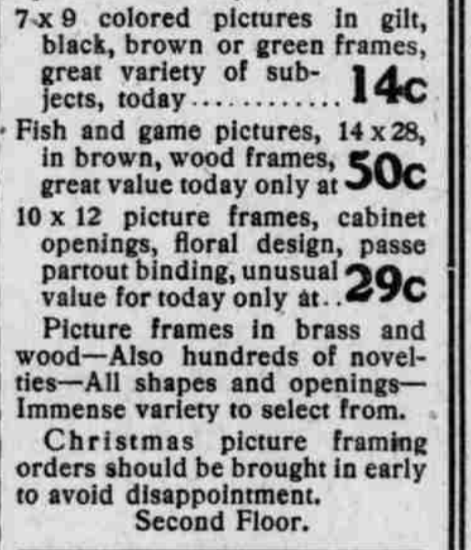 7 x 9 colored pictures in gilt,
black, brown or green frames,
great variety of sub-
jects, today ............ 14c
Fish and game pictures, 14 x 28,
in brown, wood frames,
great value today only at 50c
10 x 12 picture frames, cabinet
openings, floral design, passe
partout binding, unusual
value for today only at.. 29c
Picture frames in brass and
wood—Also hundreds of novel-
ties—All shapes and openings—
Immense variety to select from.
Christmas picture framing
orders should be brought in early
to avoid disappointment.
Second Floor.